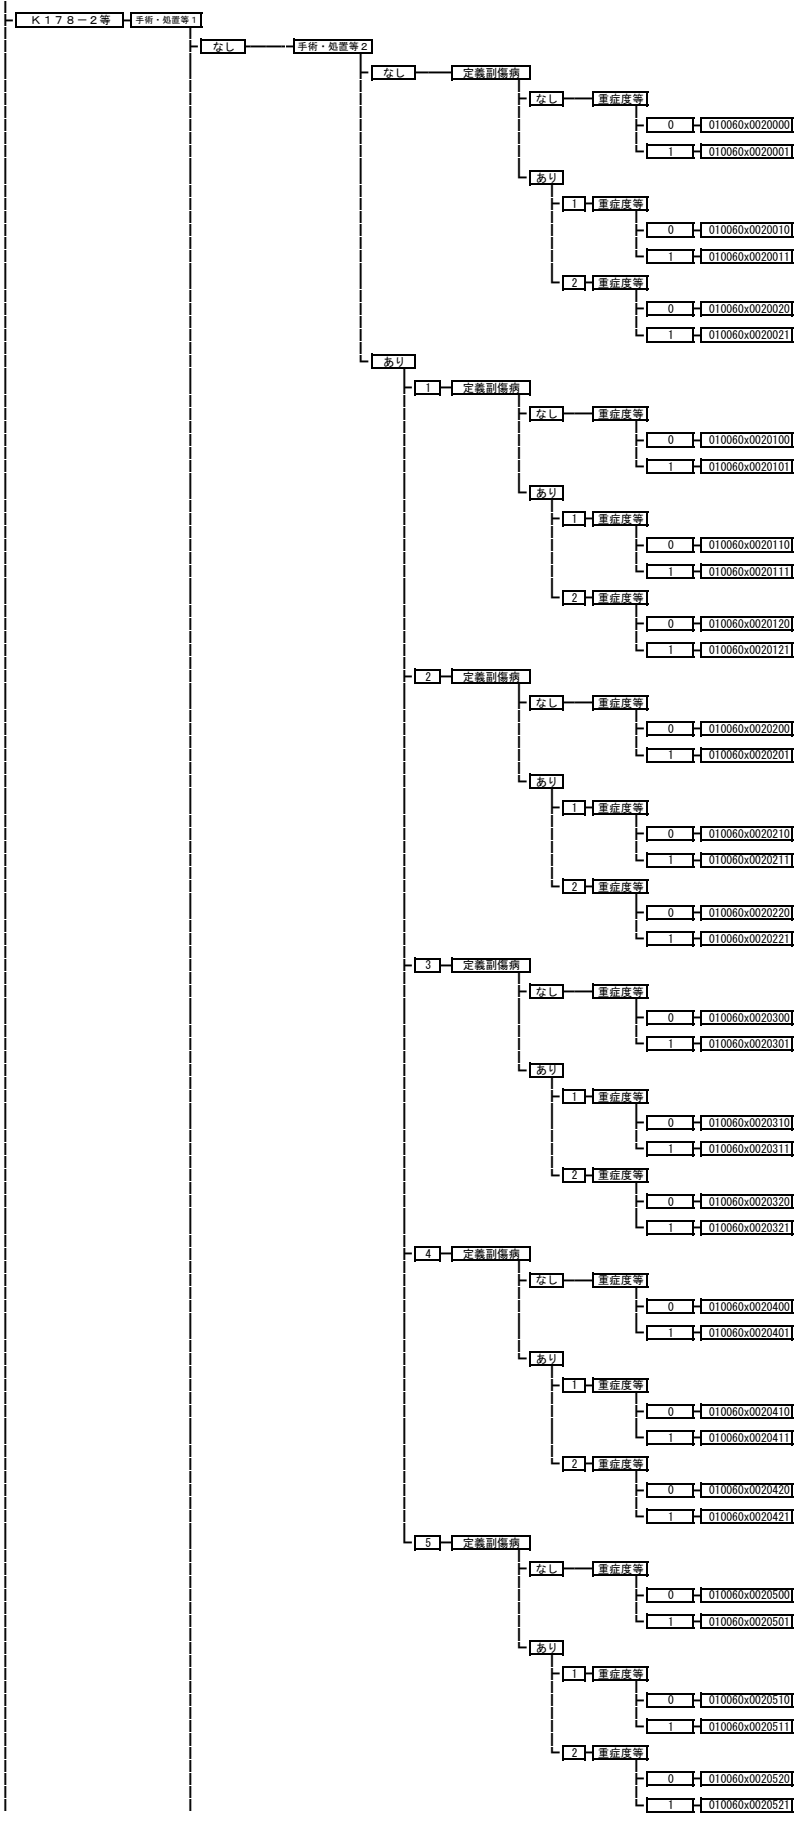 K178-2等 手術・処置等1
なし 手術・処置等2
なし 定義副傷病
なし 重症度等
0 010060x0020000
1 010060x0020001
あり
1 重症度等
0 010060x0020010
1 010060x0020011
2 重症度等
0 010060x0020020
1 010060x0020021
あり
1 定義副傷病
なし 重症度等
0 010060x0020100
1 010060x0020101
あり
1 重症度等
0 010060x0020110
1 010060x0020111
2 重症度等
0 010060x0020120
1 010060x0020121
2 定義副傷病
なし 重症度等
0 010060x0020200
1 010060x0020201
あり
1 重症度等
0 010060x0020210
1 010060x0020211
2 重症度等
0 010060x0020220
1 010060x0020221
3 定義副傷病
なし 重症度等
0 010060x0020300
1 010060x0020301
あり
1 重症度等
0 010060x0020310
1 010060x0020311
2 重症度等
0 010060x0020320
1 010060x0020321
4 定義副傷病
なし 重症度等
0 010060x0020400
1 010060x0020401
あり
1 重症度等
0 010060x0020410
1 010060x0020411
2 重症度等
0 010060x0020420
1 010060x0020421
5 定義副傷病
なし 重症度等
0 010060x0020500
1 010060x0020501
あり
1 重症度等
0 010060x0020510
1 010060x0020511
2 重症度等
0 010060x0020520
1 010060x0020521